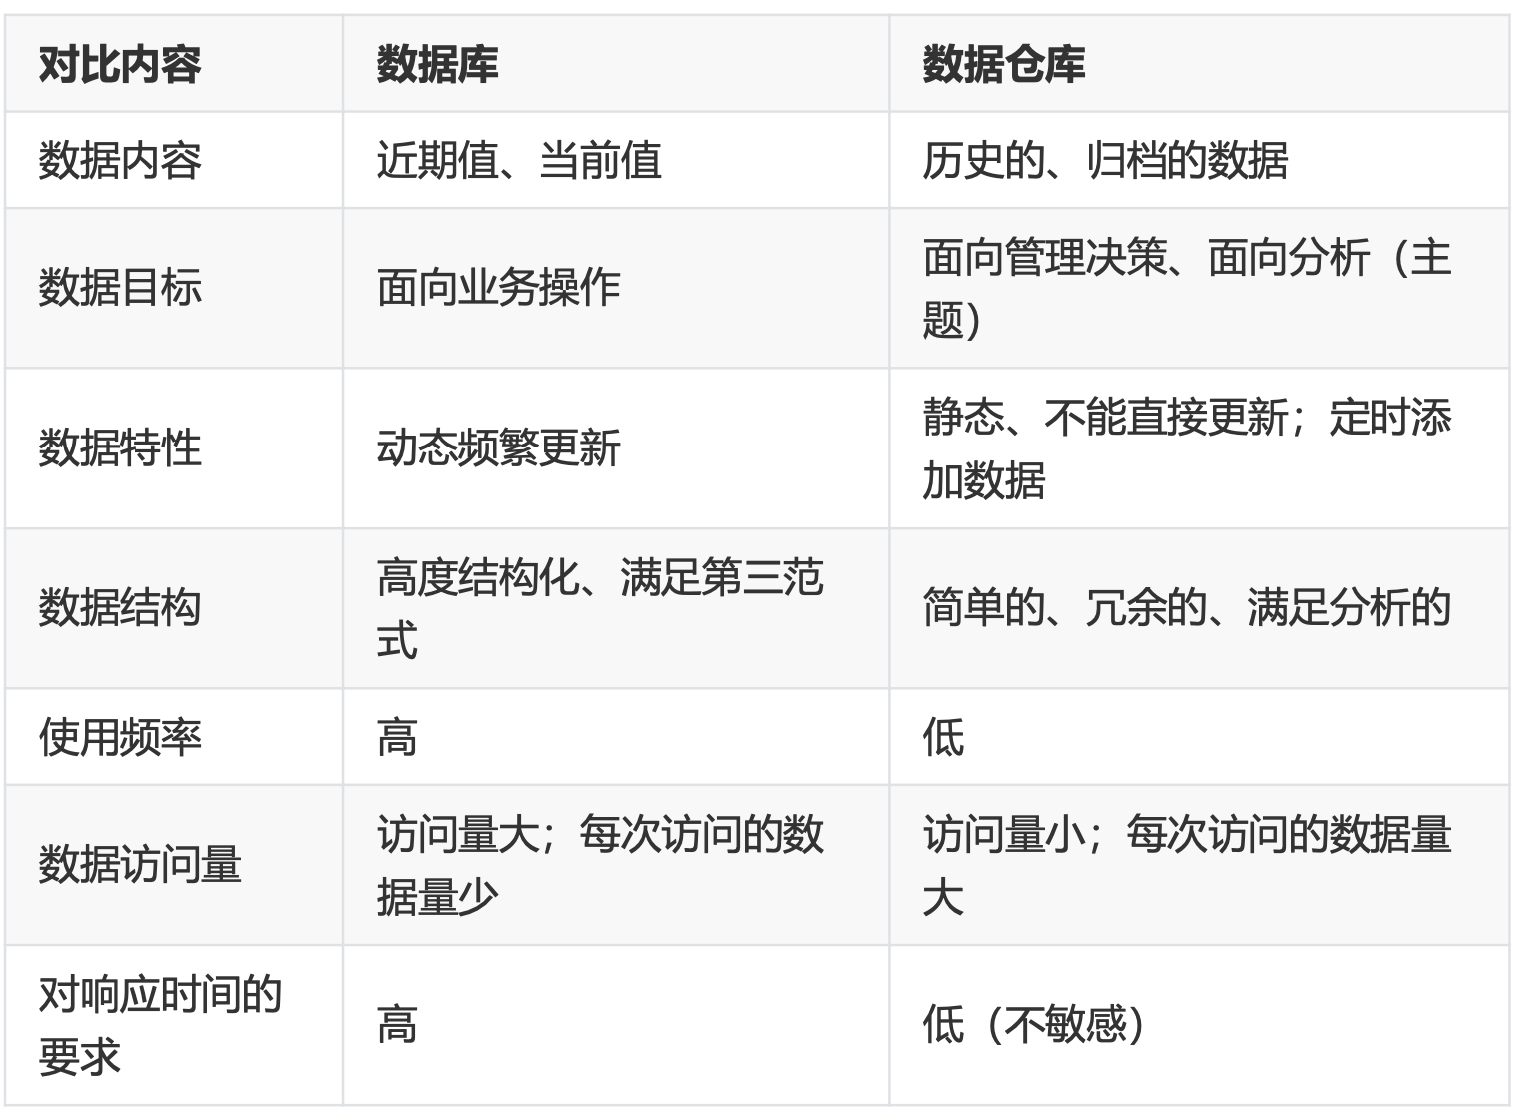 对比内容 数据库 数据仓库
数据内容 近期值、当前值 历史的、归档的数据
数据目标 面向业务操作 面向管理决策、面向分析（主
题）
数据特性 动态频繁更新 静态、不能直接更新；定时添
加数据
数据结构 高度结构化、满足第三范
式 简单的、冗余的、满足分析的
使用频率 高 低
数据访问量 访问量大；每次访问的数
据量少 访问量小；每次访问的数据量
大
对响应时间的
要求 高 低（不敏感）